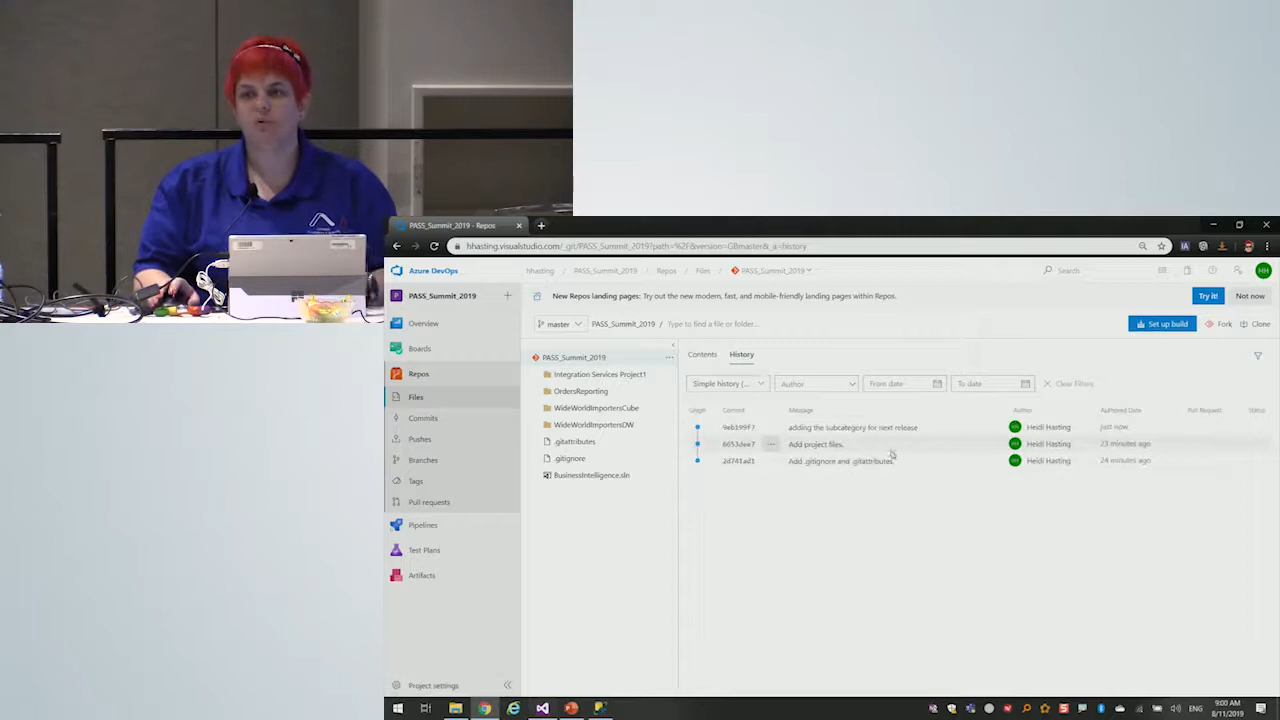 PASS_Summit_2019 - Repos
hhasting.visualstudio.com/_git/PASS_Summit_2019?path=%2F&version=GBmaster&_a=history
Azure DevOps
hhasting / PASS_Summit_2019 / Repos / Files / PASS_Summit_2019
Search
HH
P PASS_Summit_2019
New Repos landing pages: Try out the new modern, fast, and mobile-friendly landing pages within Repos.
Try it!
Not now
Overview
master
PASS_Summit_2019 / Type to find a file or folder...
Set up build
Fork
Clone
Boards
Repos
Files
Commits
Pushes
Branches
Tags
Pull requests
Pipelines
Test Plans
Artifacts
Project settings
PASS_Summit_2019
Integration Services Project1
OrdersReporting
WideWorldImportersCube
WideWorldImportersDW
.gitattributes
.gitignore
BusinessIntelligence.sln
Contents
History
Simple history (...
Author
From date
To date
Clear Filters
Graph Commit Message Author Authored Date Pull Request Status
9eb199f7 adding the subcategory for next release Heidi Hasting just now
6653dee7 Add project files. Heidi Hasting 23 minutes ago
2d741ad1 Add .gitignore and .gitattributes. Heidi Hasting 24 minutes ago
ENG
9:00 AM
8/11/2019